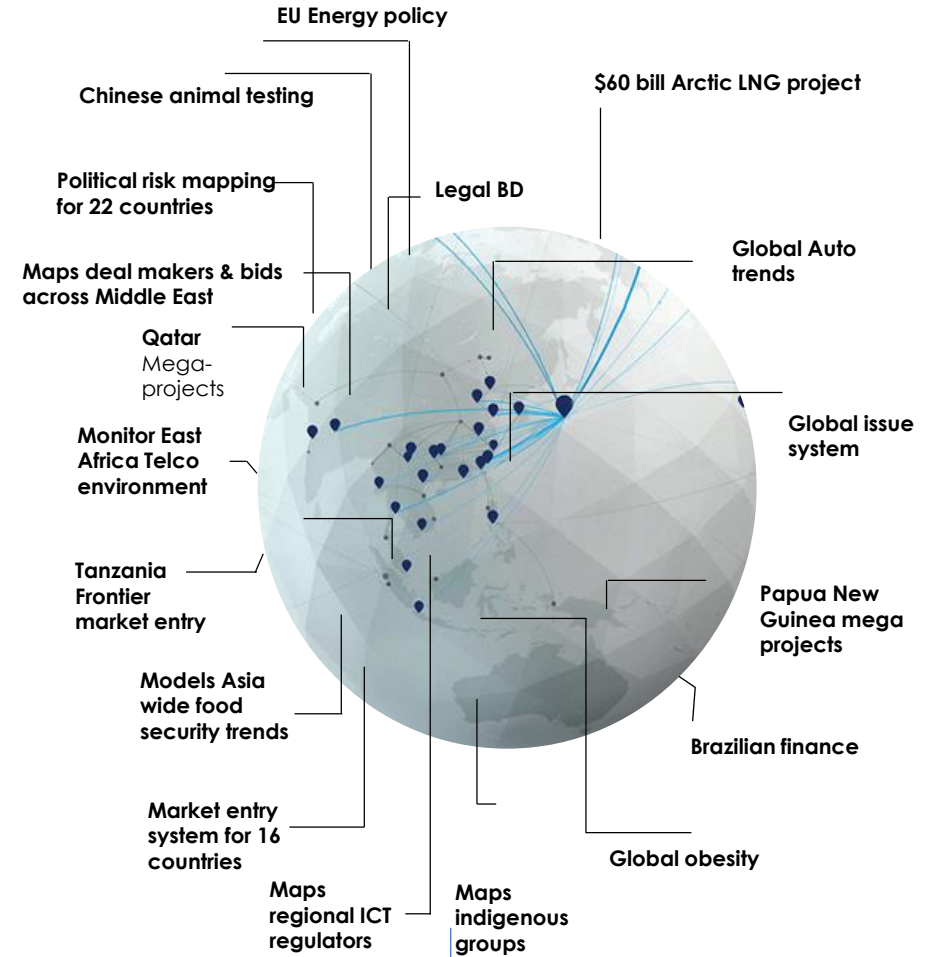 EU Energy policy
Chinese animal testing
$60 bill Arctic LNG project
Political risk mapping
for 22 countries
Legal BD
Global Auto
trends
Maps deal makers & bids
across Middle East
Qatar
Mega-
projects
Global issue
system
Monitor East
Africa Telco
environment
Tanzania
Frontier
market entry
Papua New
Guinea mega
projects
Models Asia
wide food
security trends
Brazilian finance
Market entry
system for 16
countries
Global obesity
Maps
regional ICT
regulators
Maps
indigenous
groups